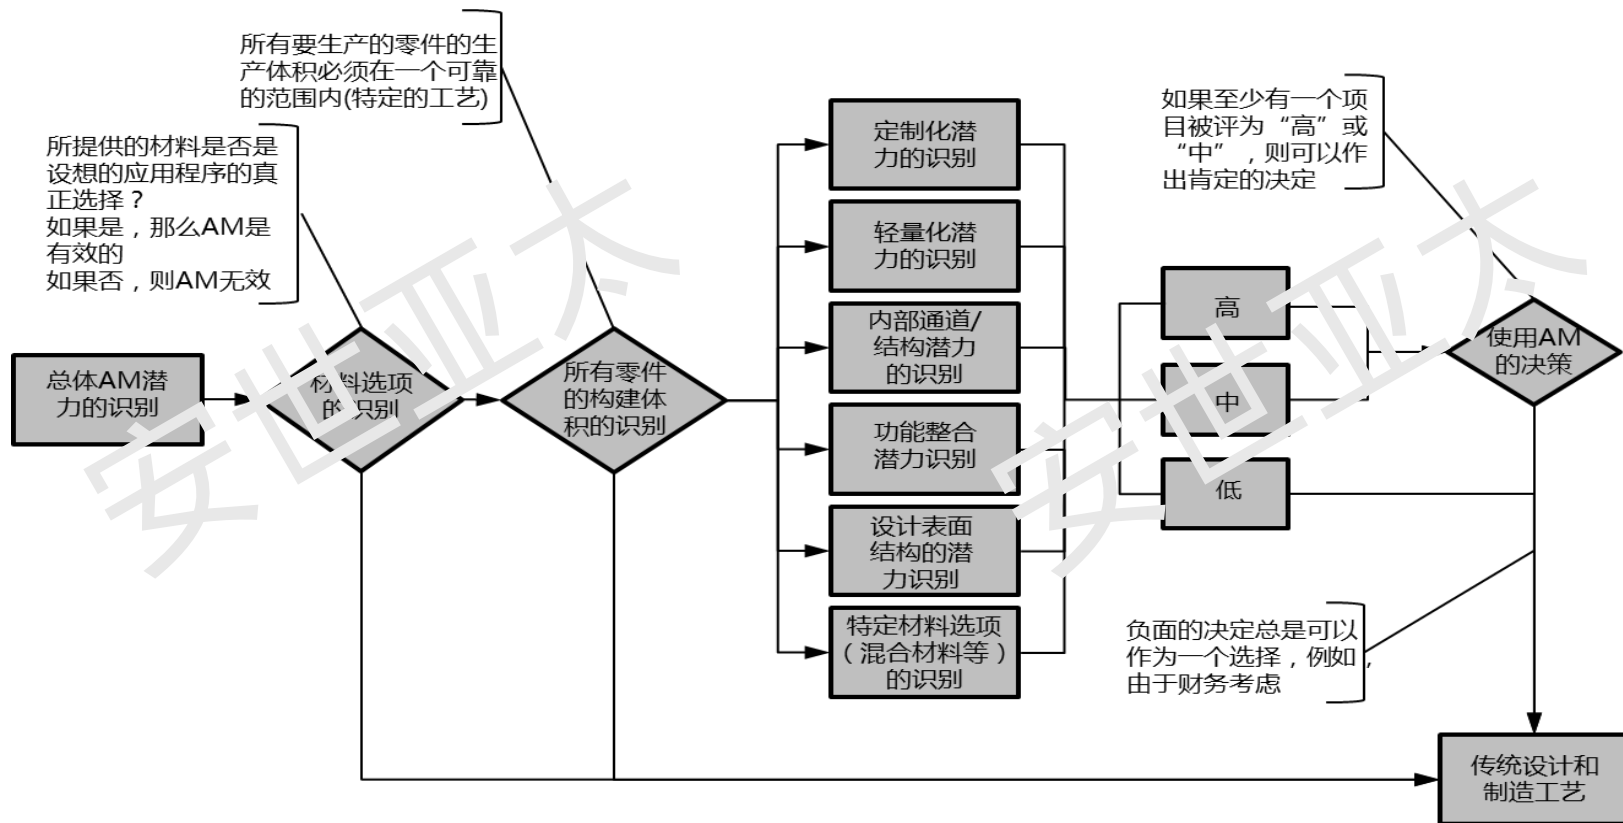 所有要生产的零件的生
产体积必须在一个可靠
的范围内(特定的工艺)
所提供的材料是否是
设想的应用程序的真
正选择？
如果是，那么AM是
有效的
如果否，则AM无效
总体AM潜
力的识别
材料选项
的识别
所有零件
的构建体
积的识别
定制化潜
力的识别
轻量化潜
力的识别
内部通道/
结构潜力
的识别
功能整合
潜力识别
设计表面
结构的潜
力识别
特定材料选项
（混合材料等）
的识别
高
中
低
如果至少有一个项
目被评为“高”或
“中”，则可以作
出肯定的决定
使用AM
的决策
负面的决定总是可以
作为一个选择，例如，
由于财务考虑
传统设计和
制造工艺
安世亚太
安世亚太